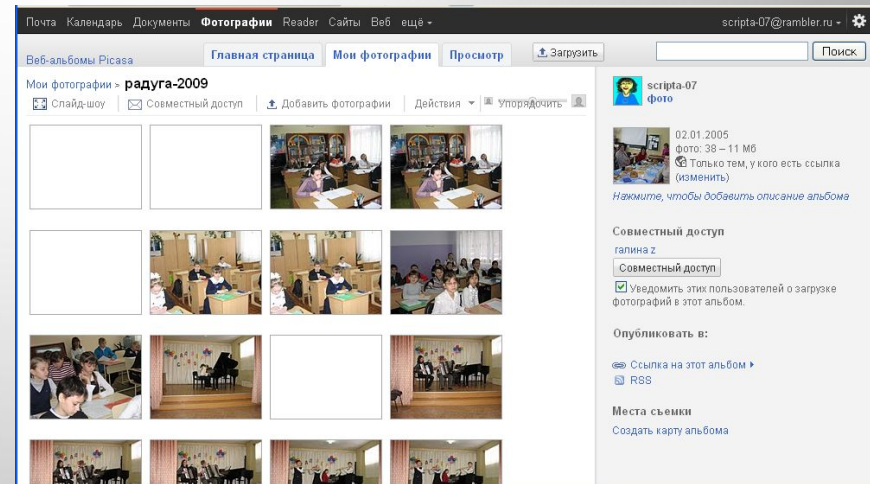 Почта Календарь Документы Фотографии Reader Сайты Веб ещё
scripta-07@rambler.ru
Веб-альбомы Picasa
Главная страница
Мои фотографии
Просмотр
Загрузить
Поиск
Мои фотографии > радуга-2009
Слайд-шоу
Совместный доступ
Добавить фотографии
Действия
Упорядочить
scripta-07
фото
02.01.2005
фото: 38 – 11 Мб
Только тем, у кого есть ссылка
(изменить)
Нажмите, чтобы добавить описание альбома
Совместный доступ
галина z
Совместный доступ
Уведомить этих пользователей о загрузке
фотографий в этот альбом.
Опубликовать в:
Ссылка на этот альбом
RSS
Места съемки
Создать карту альбома